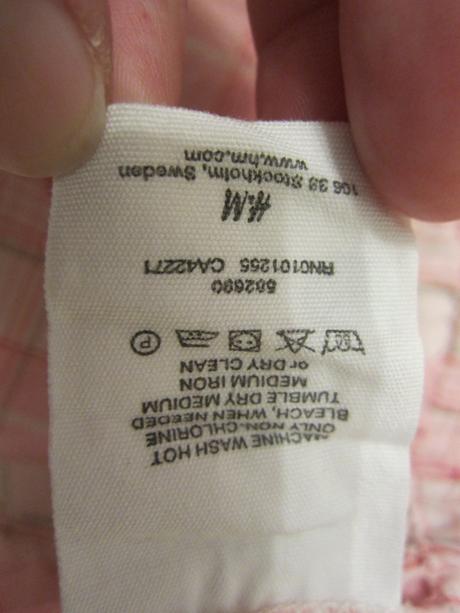 MACHINE WASH HOT
ONLY NON-CHLORINE
BLEACH, WHEN NEEDED
TUMBLE DRY MEDIUM
MEDIUM IRON
or DRY CLEAN
P
582690
RN0101255 CA42271
H&M
106 38 Stockholm, Sweden
www.hm.com